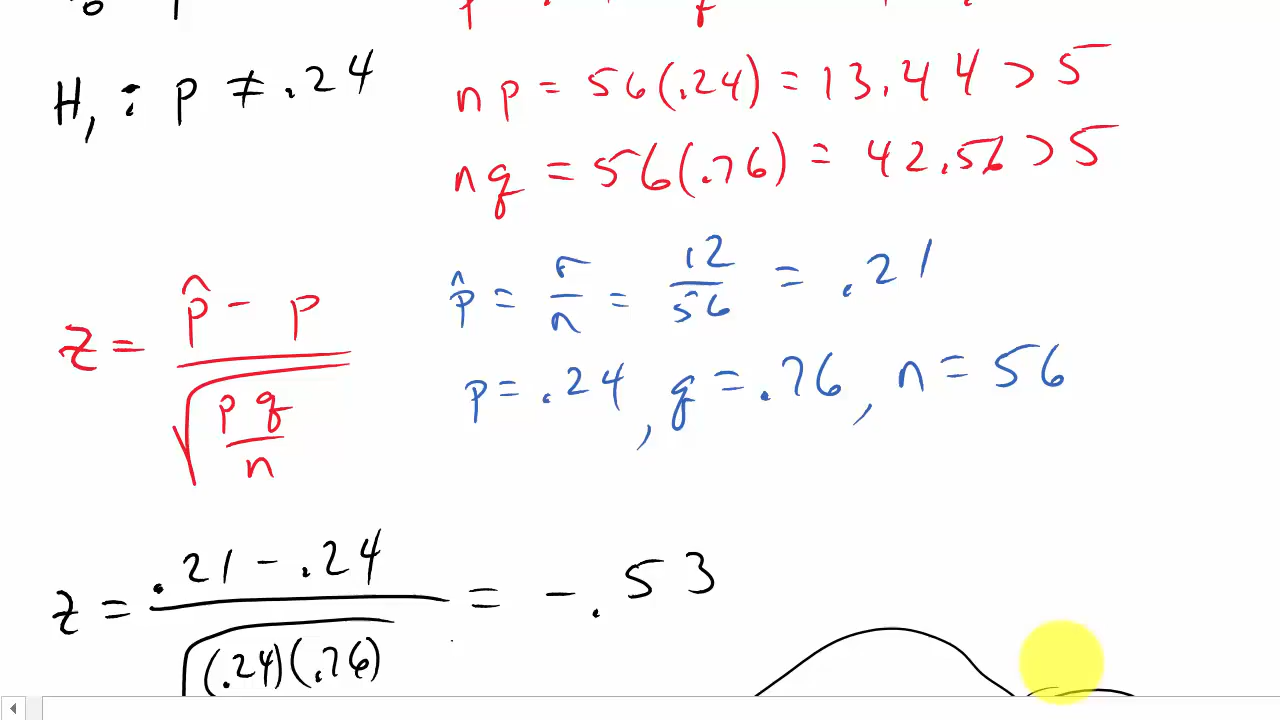 H₁ : p ≠ .24
np = 56(.24) = 13.44 > 5
nq = 56(.76) = 42.56 > 5
p̂ = r/n = 12/56 = .21
z = (p̂ - p)/√(pq/n)
p = .24, q = .76, n = 56
z = .21 - .24 / √(.24)(.76) = -.53